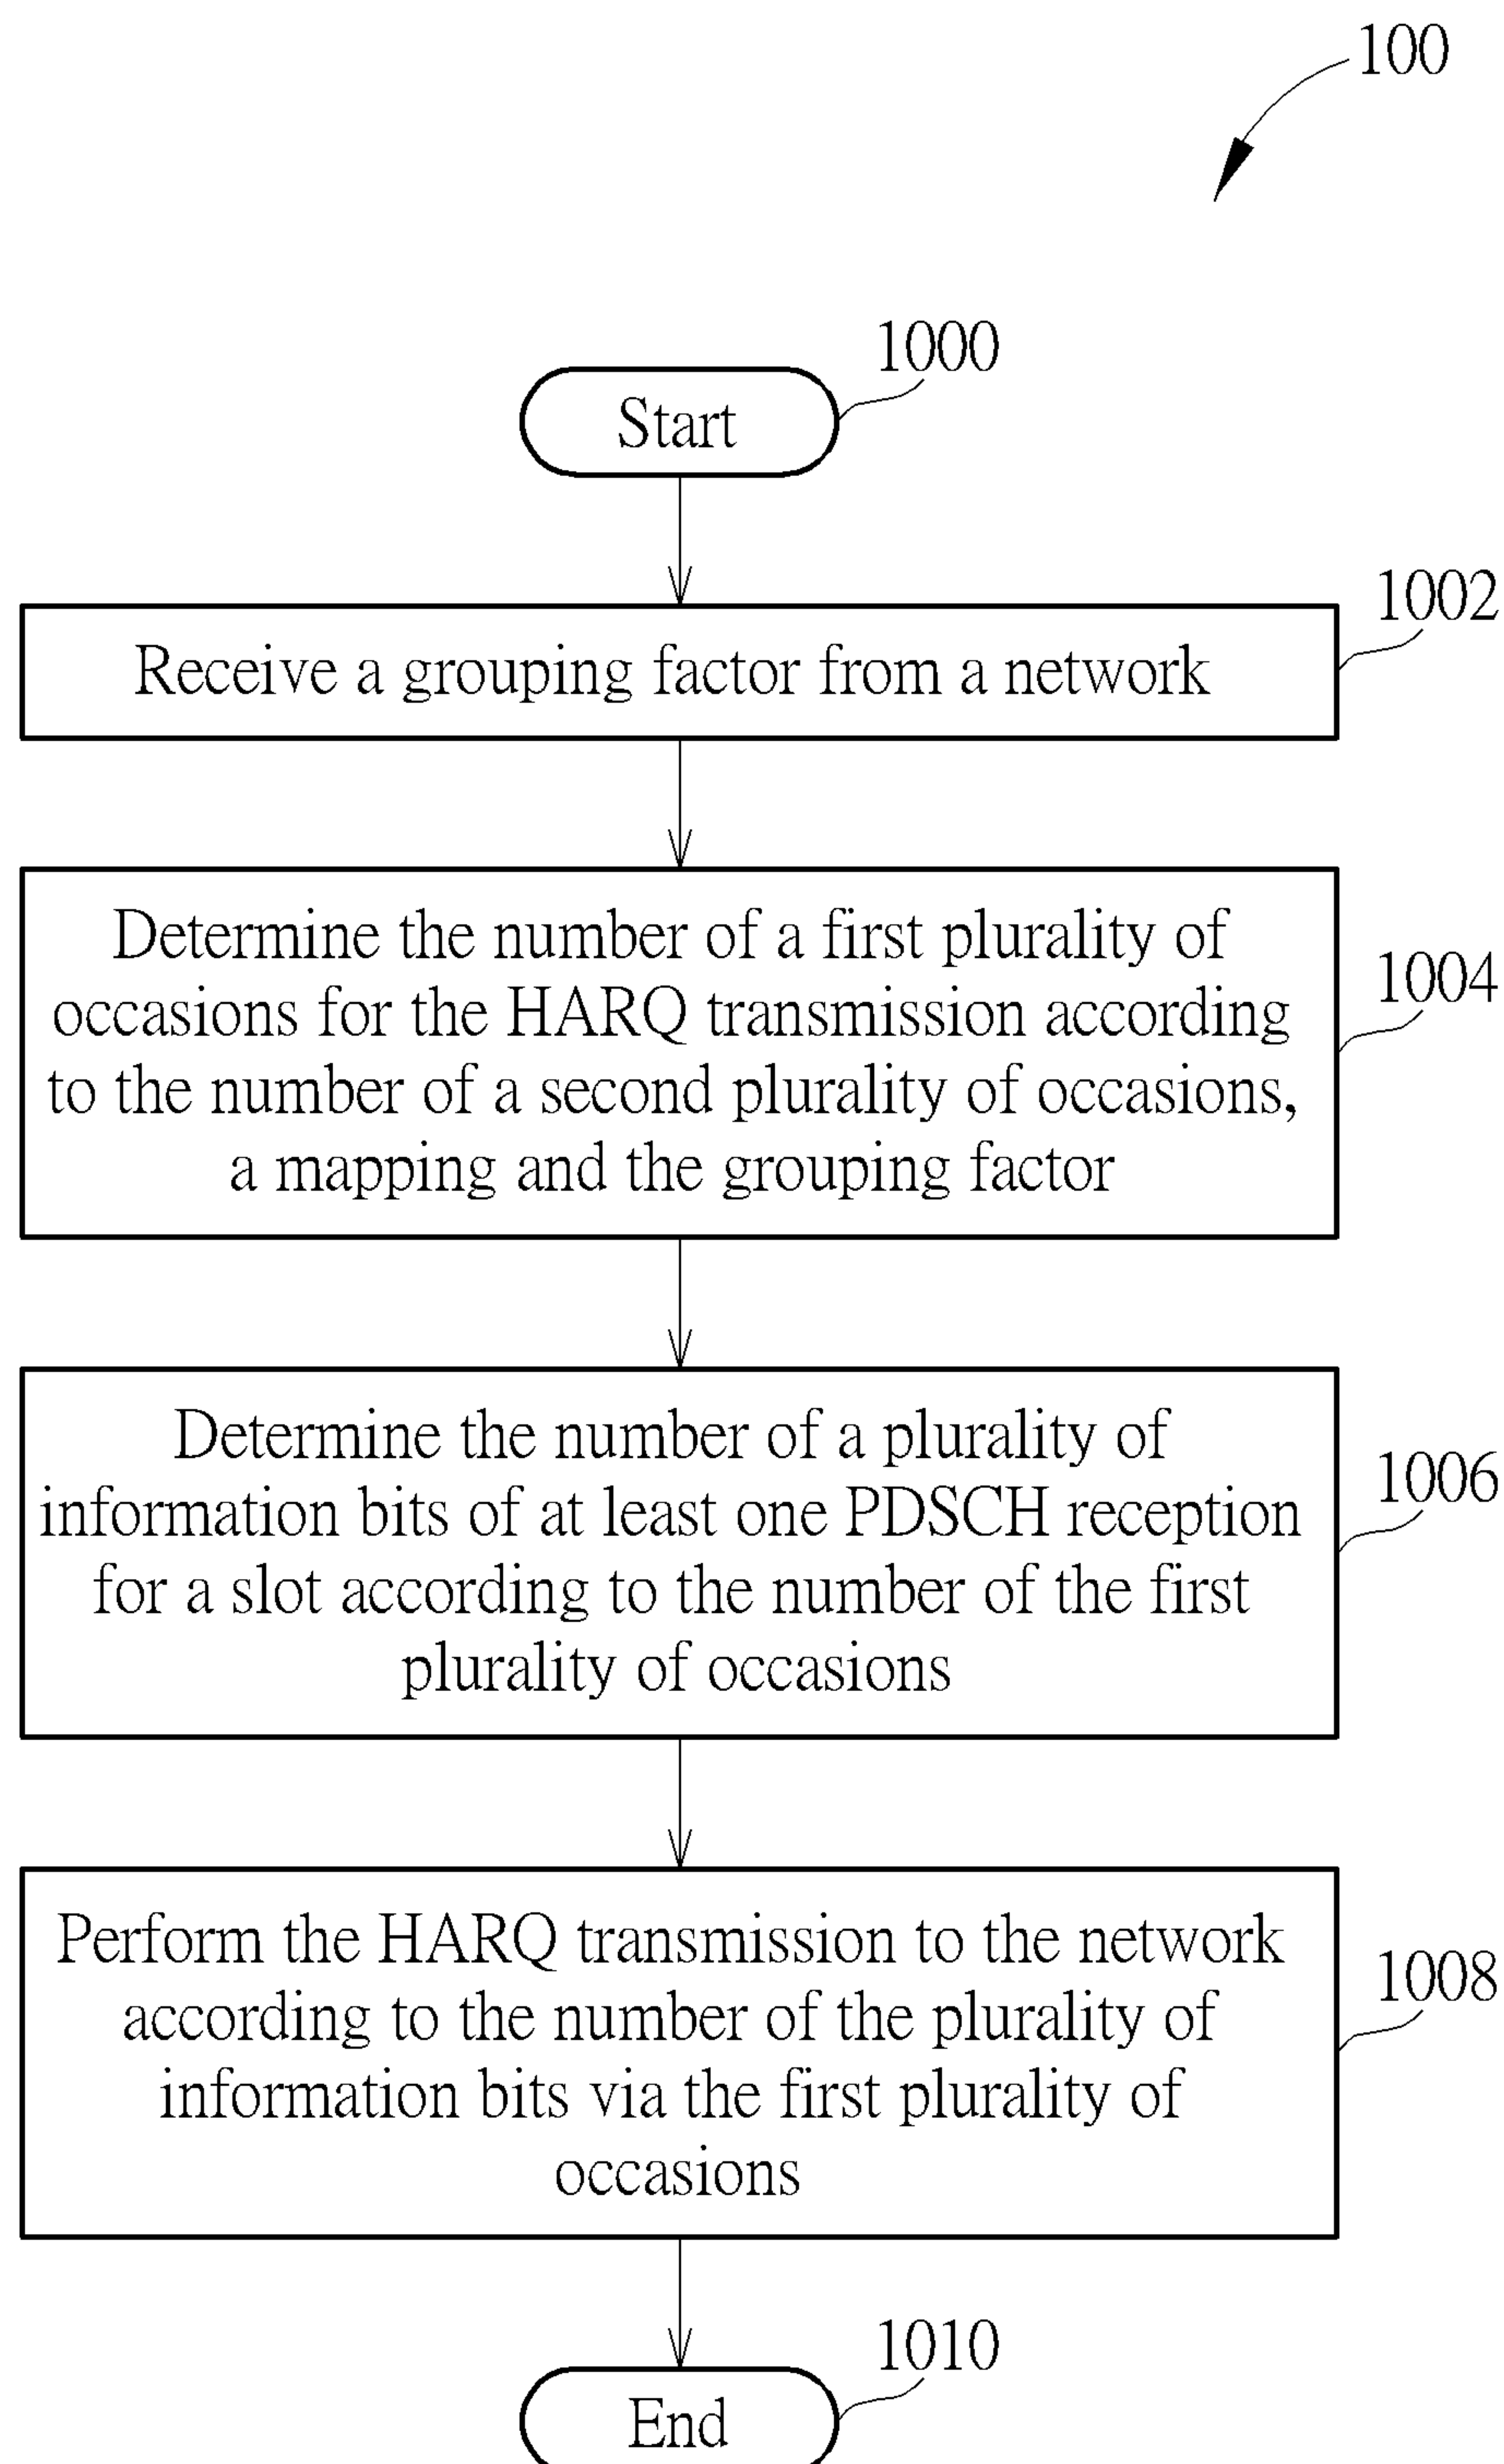 100
1000
Start
1002
Receive a grouping factor from a network
Determine the number of a first plurality of
occasions for the HARQ transmission according
to the number of a second plurality of occasions,
a mapping and the grouping factor
1004
Determine the number of a plurality of
information bits of at least one PDSCH reception
for a slot according to the number of the first
plurality of occasions
1006
Perform the HARQ transmission to the network
according to the number of the plurality of
information bits via the first plurality of
occasions
1008
1010
End